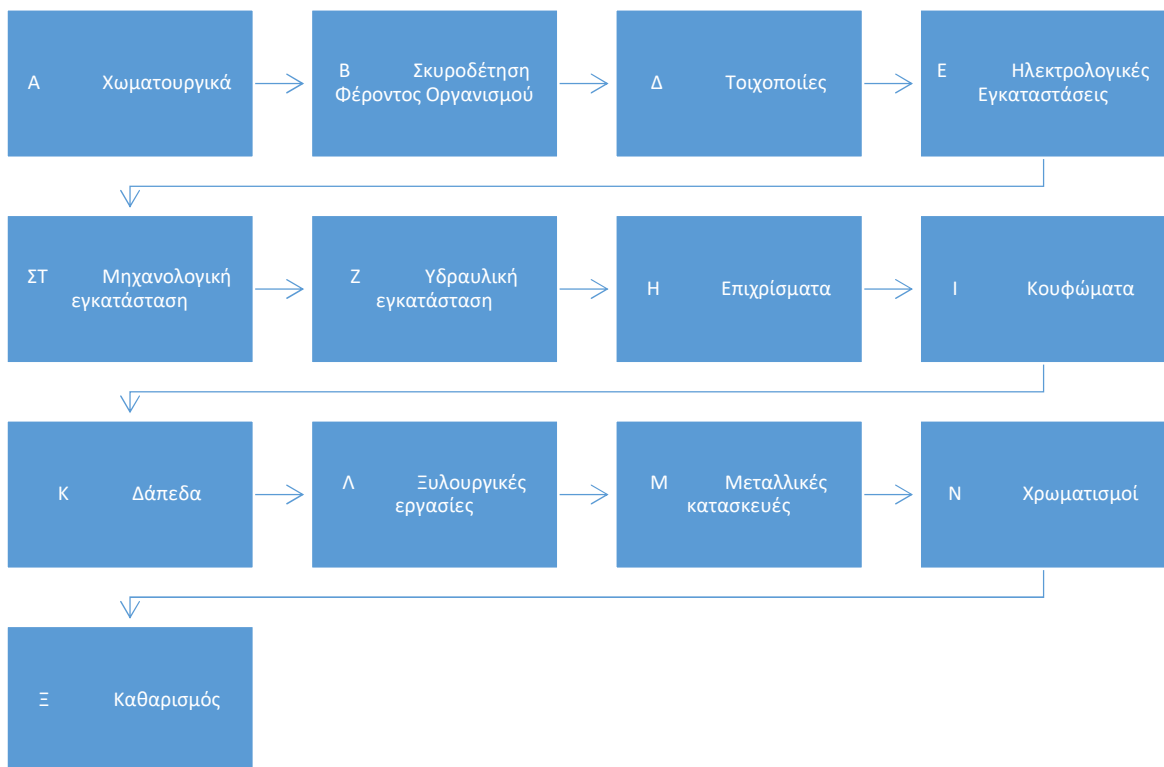 Α Χωματουργικά
Β Σκυροδέτηση
Φέροντος Οργανισμού
Δ Τοιχοποιίες
Ε Ηλεκτρολογικές
Εγκαταστάσεις
ΣΤ Μηχανολογική
εγκατάσταση
Ζ Υδραυλική
εγκατάσταση
Η Επιχρίσματα
Ι Κουφώματα
Κ Δάπεδα
Λ Ξυλουργικές
εργασίες
Μ Μεταλλικές
κατασκευές
Ν Χρωματισμοί
Ξ Καθαρισμός